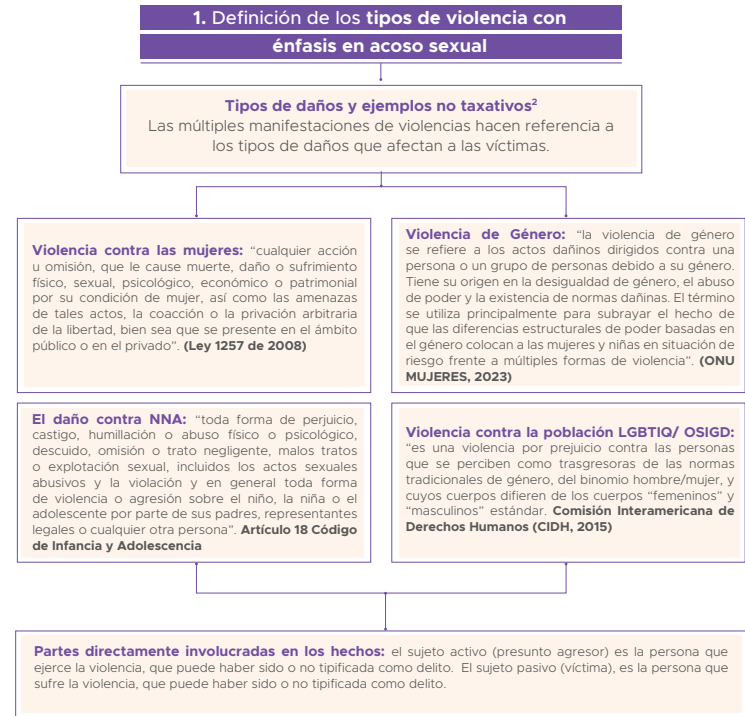 1. Definición de los tipos de violencia con
énfasis en acoso sexual
Tipos de daños y ejemplos no taxativos²
Las múltiples manifestaciones de violencias hacen referencia a
los tipos de daños que afectan a las víctimas.
Violencia contra las mujeres: “cualquier acción
u omisión, que le cause muerte, daño o sufrimiento
físico, sexual, psicológico, económico o patrimonial
por su condición de mujer, así como las amenazas
de tales actos, la coacción o la privación arbitraria
de la libertad, bien sea que se presente en el ámbito
público o en el privado”. (Ley 1257 de 2008)
Violencia de Género: “la violencia de género
se refiere a los actos dañinos dirigidos contra una
persona o un grupo de personas debido a su género.
Tiene su origen en la desigualdad de género, el abuso
de poder y la existencia de normas dañinas. El término
se utiliza principalmente para subrayar el hecho de
que las diferencias estructurales de poder basadas en
el género colocan a las mujeres y niñas en situación de
riesgo frente a múltiples formas de violencia”. (ONU
MUJERES, 2023)
El daño contra NNA: “toda forma de perjuicio,
castigo, humillación o abuso físico o psicológico,
descuido, omisión o trato negligente, malos tratos
o explotación sexual, incluidos los actos sexuales
abusivos y la violación y en general toda forma
de violencia o agresión sobre el niño, la niña o el
adolescente por parte de sus padres, representantes
legales o cualquier otra persona”. Artículo 18 Código
de Infancia y Adolescencia
Violencia contra la población LGBTIQ/ OSIGD:
“es una violencia por prejuicio contra las personas
que se perciben como trasgresoras de las normas
tradicionales de género, del binomio hombre/mujer, y
cuyos cuerpos difieren de los cuerpos “femeninos” y
“masculinos” estándar. Comisión Interamericana de
Derechos Humanos (CIDH, 2015)
Partes directamente involucradas en los hechos: el sujeto activo (presunto agresor) es la persona que
ejerce la violencia, que puede haber sido o no tipificada como delito. El sujeto pasivo (víctima), es la persona que
sufre la violencia, que puede haber sido o no tipificada como delito.